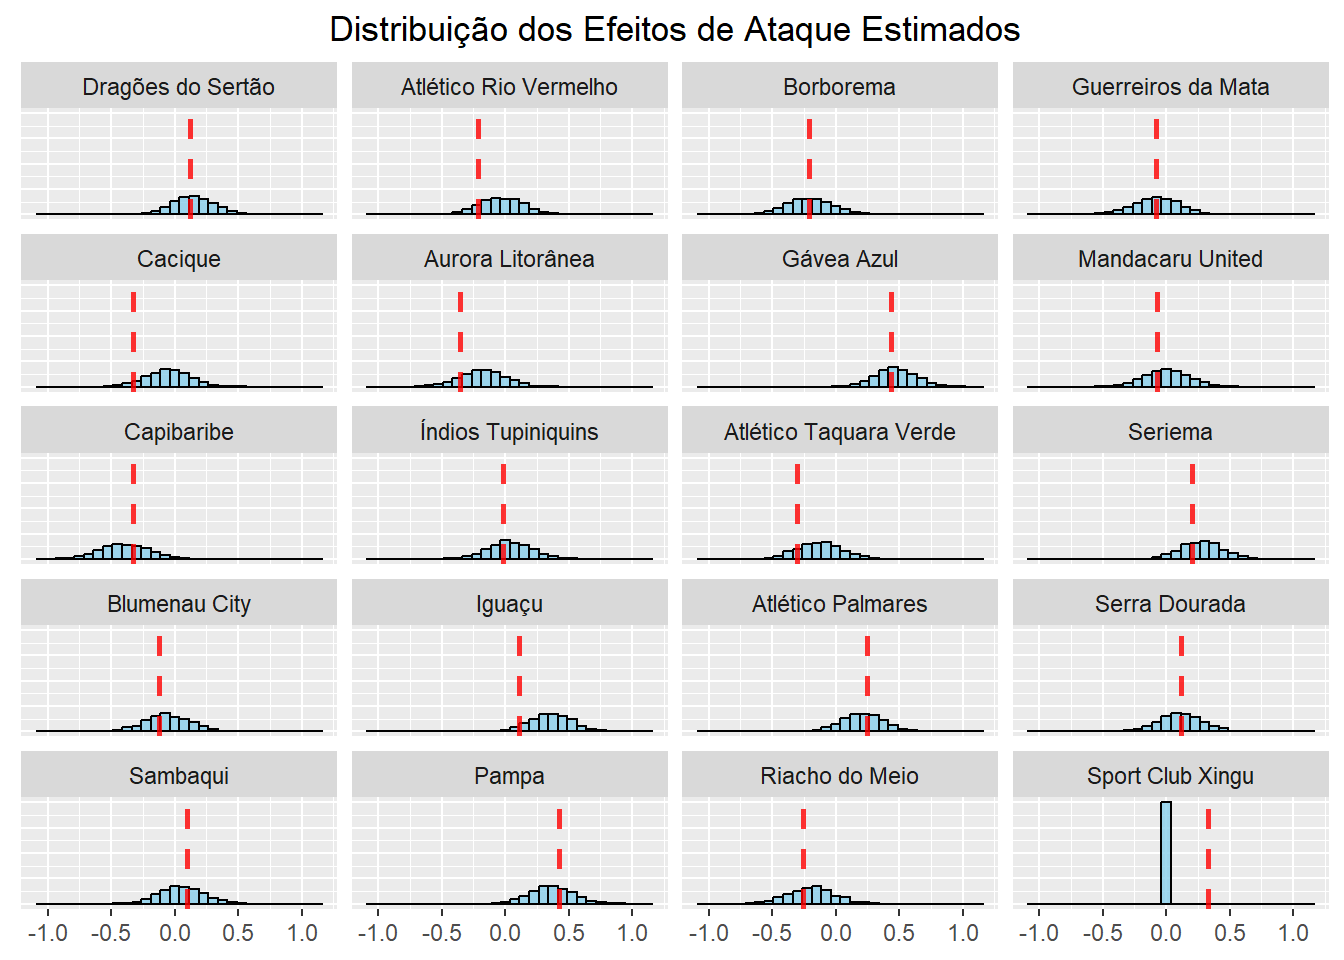 Distribuição dos Efeitos de Ataque Estimados
Dragões do Sertão
Atlético Rio Vermelho
Borborema
Guerreiros da Mata
Cacique
Aurora Litorânea
Gávea Azul
Mandacaru United
Capibaribe
Índios Tupiniquins
Atlético Taquara Verde
Seriema
Blumenau City
Iguaçu
Atlético Palmares
Serra Dourada
Sambaqui
Pampa
Riacho do Meio
Sport Club Xingu
-1.0 -0.5 0.0 0.5 1.0
-1.0 -0.5 0.0 0.5 1.0
-1.0 -0.5 0.0 0.5 1.0
-1.0 -0.5 0.0 0.5 1.0